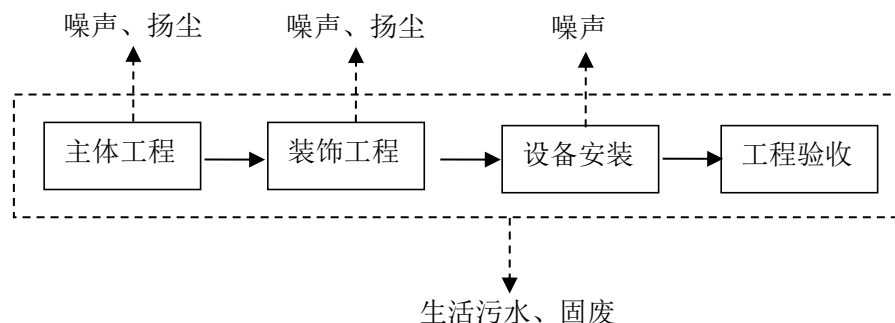 噪声、扬尘
噪声、扬尘
噪声
主体工程
装饰工程
设备安装
工程验收
生活污水、固废